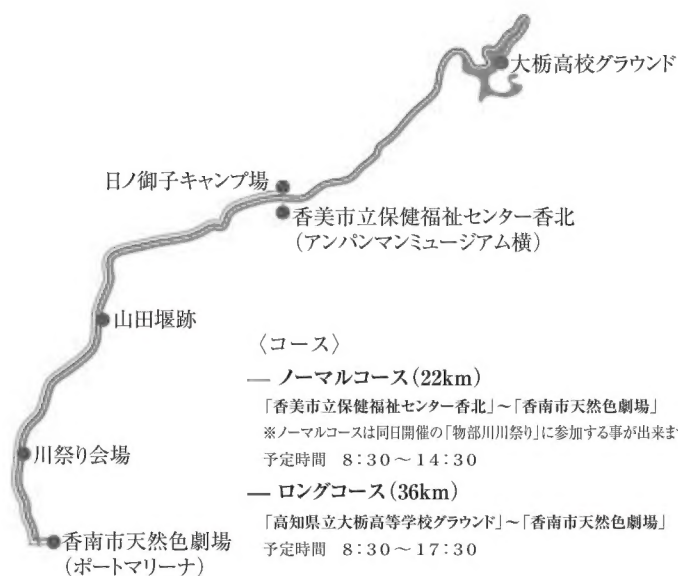 大栃高校グラウンド
日ノ御子キャンプ場
香美市立保健福祉センター香北
（アンパンマンミュージアム横）
山田堰跡
〈コース〉
― ノーマルコース（22km）
「香美市立保健福祉センター香北」～「香南市天然色劇場」
※ノーマルコースは同日開催の「物部川川祭り」に参加する事が出来ま
予定時間　8：30～14：30
川祭り会場
― ロングコース（36km）
「高知県立大栃高等学校グラウンド」～「香南市天然色劇場」
予定時間　8：30～17：30
香南市天然色劇場
（ポートマリーナ）